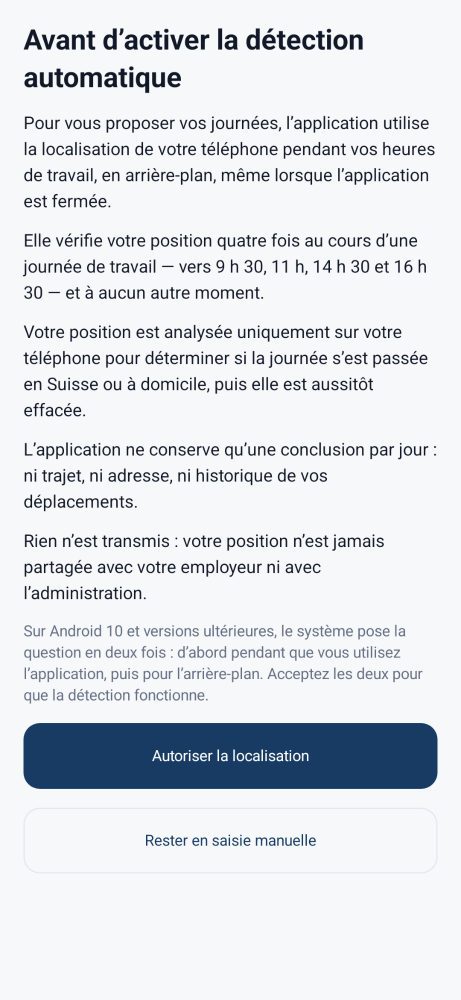 Avant d’activer la détection
automatique
Pour vous proposer vos journées, l’application utilise
la localisation de votre téléphone pendant vos heures
de travail, en arrière-plan, même lorsque l’application
est fermée.
Elle vérifie votre position quatre fois au cours d’une
journée de travail — vers 9 h 30, 11 h, 14 h 30 et 16 h
30 — et à aucun autre moment.
Votre position est analysée uniquement sur votre
téléphone pour déterminer si la journée s’est passée
en Suisse ou à domicile, puis elle est aussitôt
effacée.
L’application ne conserve qu’une conclusion par jour :
ni trajet, ni adresse, ni historique de vos
déplacements.
Rien n’est transmis : votre position n’est jamais
partagée avec votre employeur ni avec
l’administration.
Sur Android 10 et versions ultérieures, le système pose la
question en deux fois : d’abord pendant que vous utilisez
l’application, puis pour l’arrière-plan. Acceptez les deux pour
que la détection fonctionne.
Autoriser la localisation
Rester en saisie manuelle